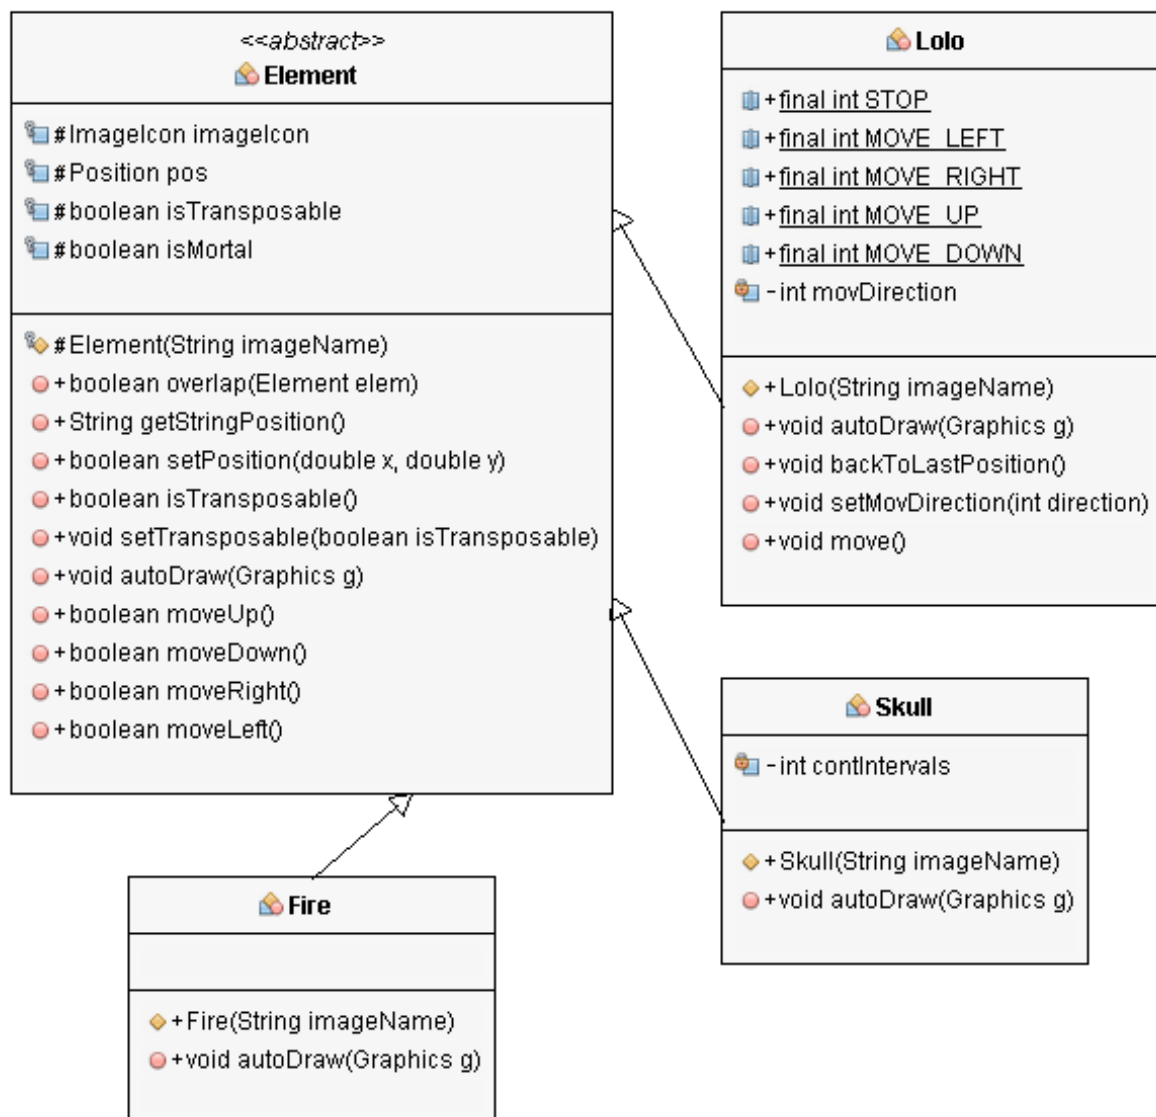 <<abstract>>
Element
#ImageIcon imageIcon
#Position pos
#boolean isTransposable
#boolean isMortal
#Element(String imageName)
+boolean overlap(Element elem)
+String getStringPosition()
+boolean setPosition(double x, double y)
+boolean isTransposable()
+void setTransposable(boolean isTransposable)
+void autoDraw(Graphics g)
+boolean moveUp()
+boolean moveDown()
+boolean moveRight()
+boolean moveLeft()
Lolo
+final int STOP
+final int MOVE_LEFT
+final int MOVE_RIGHT
+final int MOVE_UP
+final int MOVE_DOWN
-int movDirection
+Lolo(String imageName)
+void autoDraw(Graphics g)
+void backToLastPosition()
+void setMovDirection(int direction)
+void move()
Skull
-int contIntervals
+Skull(String imageName)
+void autoDraw(Graphics g)
Fire
+Fire(String imageName)
+void autoDraw(Graphics g)